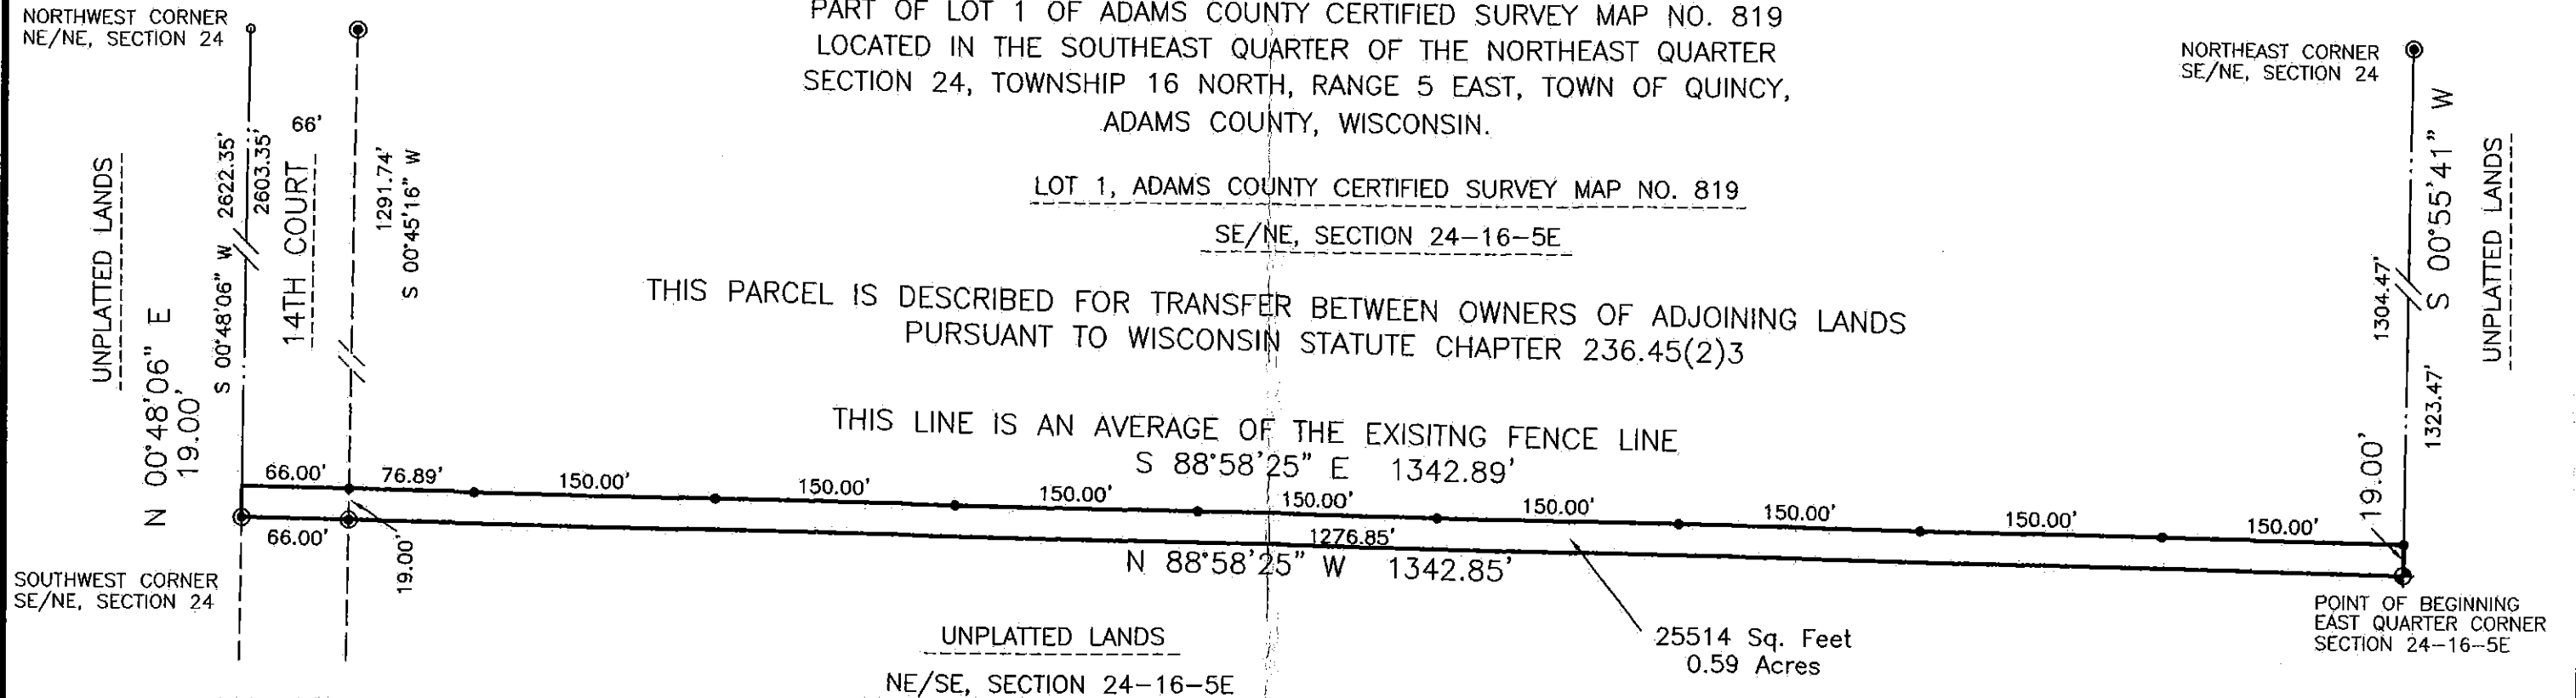 NORTHWEST CORNER
NE/NE, SECTION 24
PART OF LOT 1 OF ADAMS COUNTY CERTIFIED SURVEY MAP NO. 819
LOCATED IN THE SOUTHEAST QUARTER OF THE NORTHEAST QUARTER
SECTION 24, TOWNSHIP 16 NORTH, RANGE 5 EAST, TOWN OF QUINCY,
ADAMS COUNTY, WISCONSIN.
NORTHEAST CORNER
SE/NE, SECTION 24
UNPLATTED LANDS
N 00°48'06" E
19.00'
S 00°48'06" W 2622.35'
2603.35'
14TH COURT
66'
1291.74'
S 00°45'16" W
LOT 1, ADAMS COUNTY CERTIFIED SURVEY MAP NO. 819
SE/NE, SECTION 24-16-5E
THIS PARCEL IS DESCRIBED FOR TRANSFER BETWEEN OWNERS OF ADJOINING LANDS
PURSUANT TO WISCONSIN STATUTE CHAPTER 236.45(2)3
1304.47'
S 00°55'41" W
1323.47'
UNPLATTED LANDS
19.00'
THIS LINE IS AN AVERAGE OF THE EXISITNG FENCE LINE
S 88°58'25" E 1342.89'
66.00'
76.89'
150.00'
150.00'
150.00'
150.00'
150.00'
150.00'
150.00'
150.00'
66.00'
19.00'
1276.85'
N 88°58'25" W 1342.85'
SOUTHWEST CORNER
SE/NE, SECTION 24
POINT OF BEGINNING
EAST QUARTER CORNER
SECTION 24-16-5E
UNPLATTED LANDS
NE/SE, SECTION 24-16-5E
25514 Sq. Feet
0.59 Acres